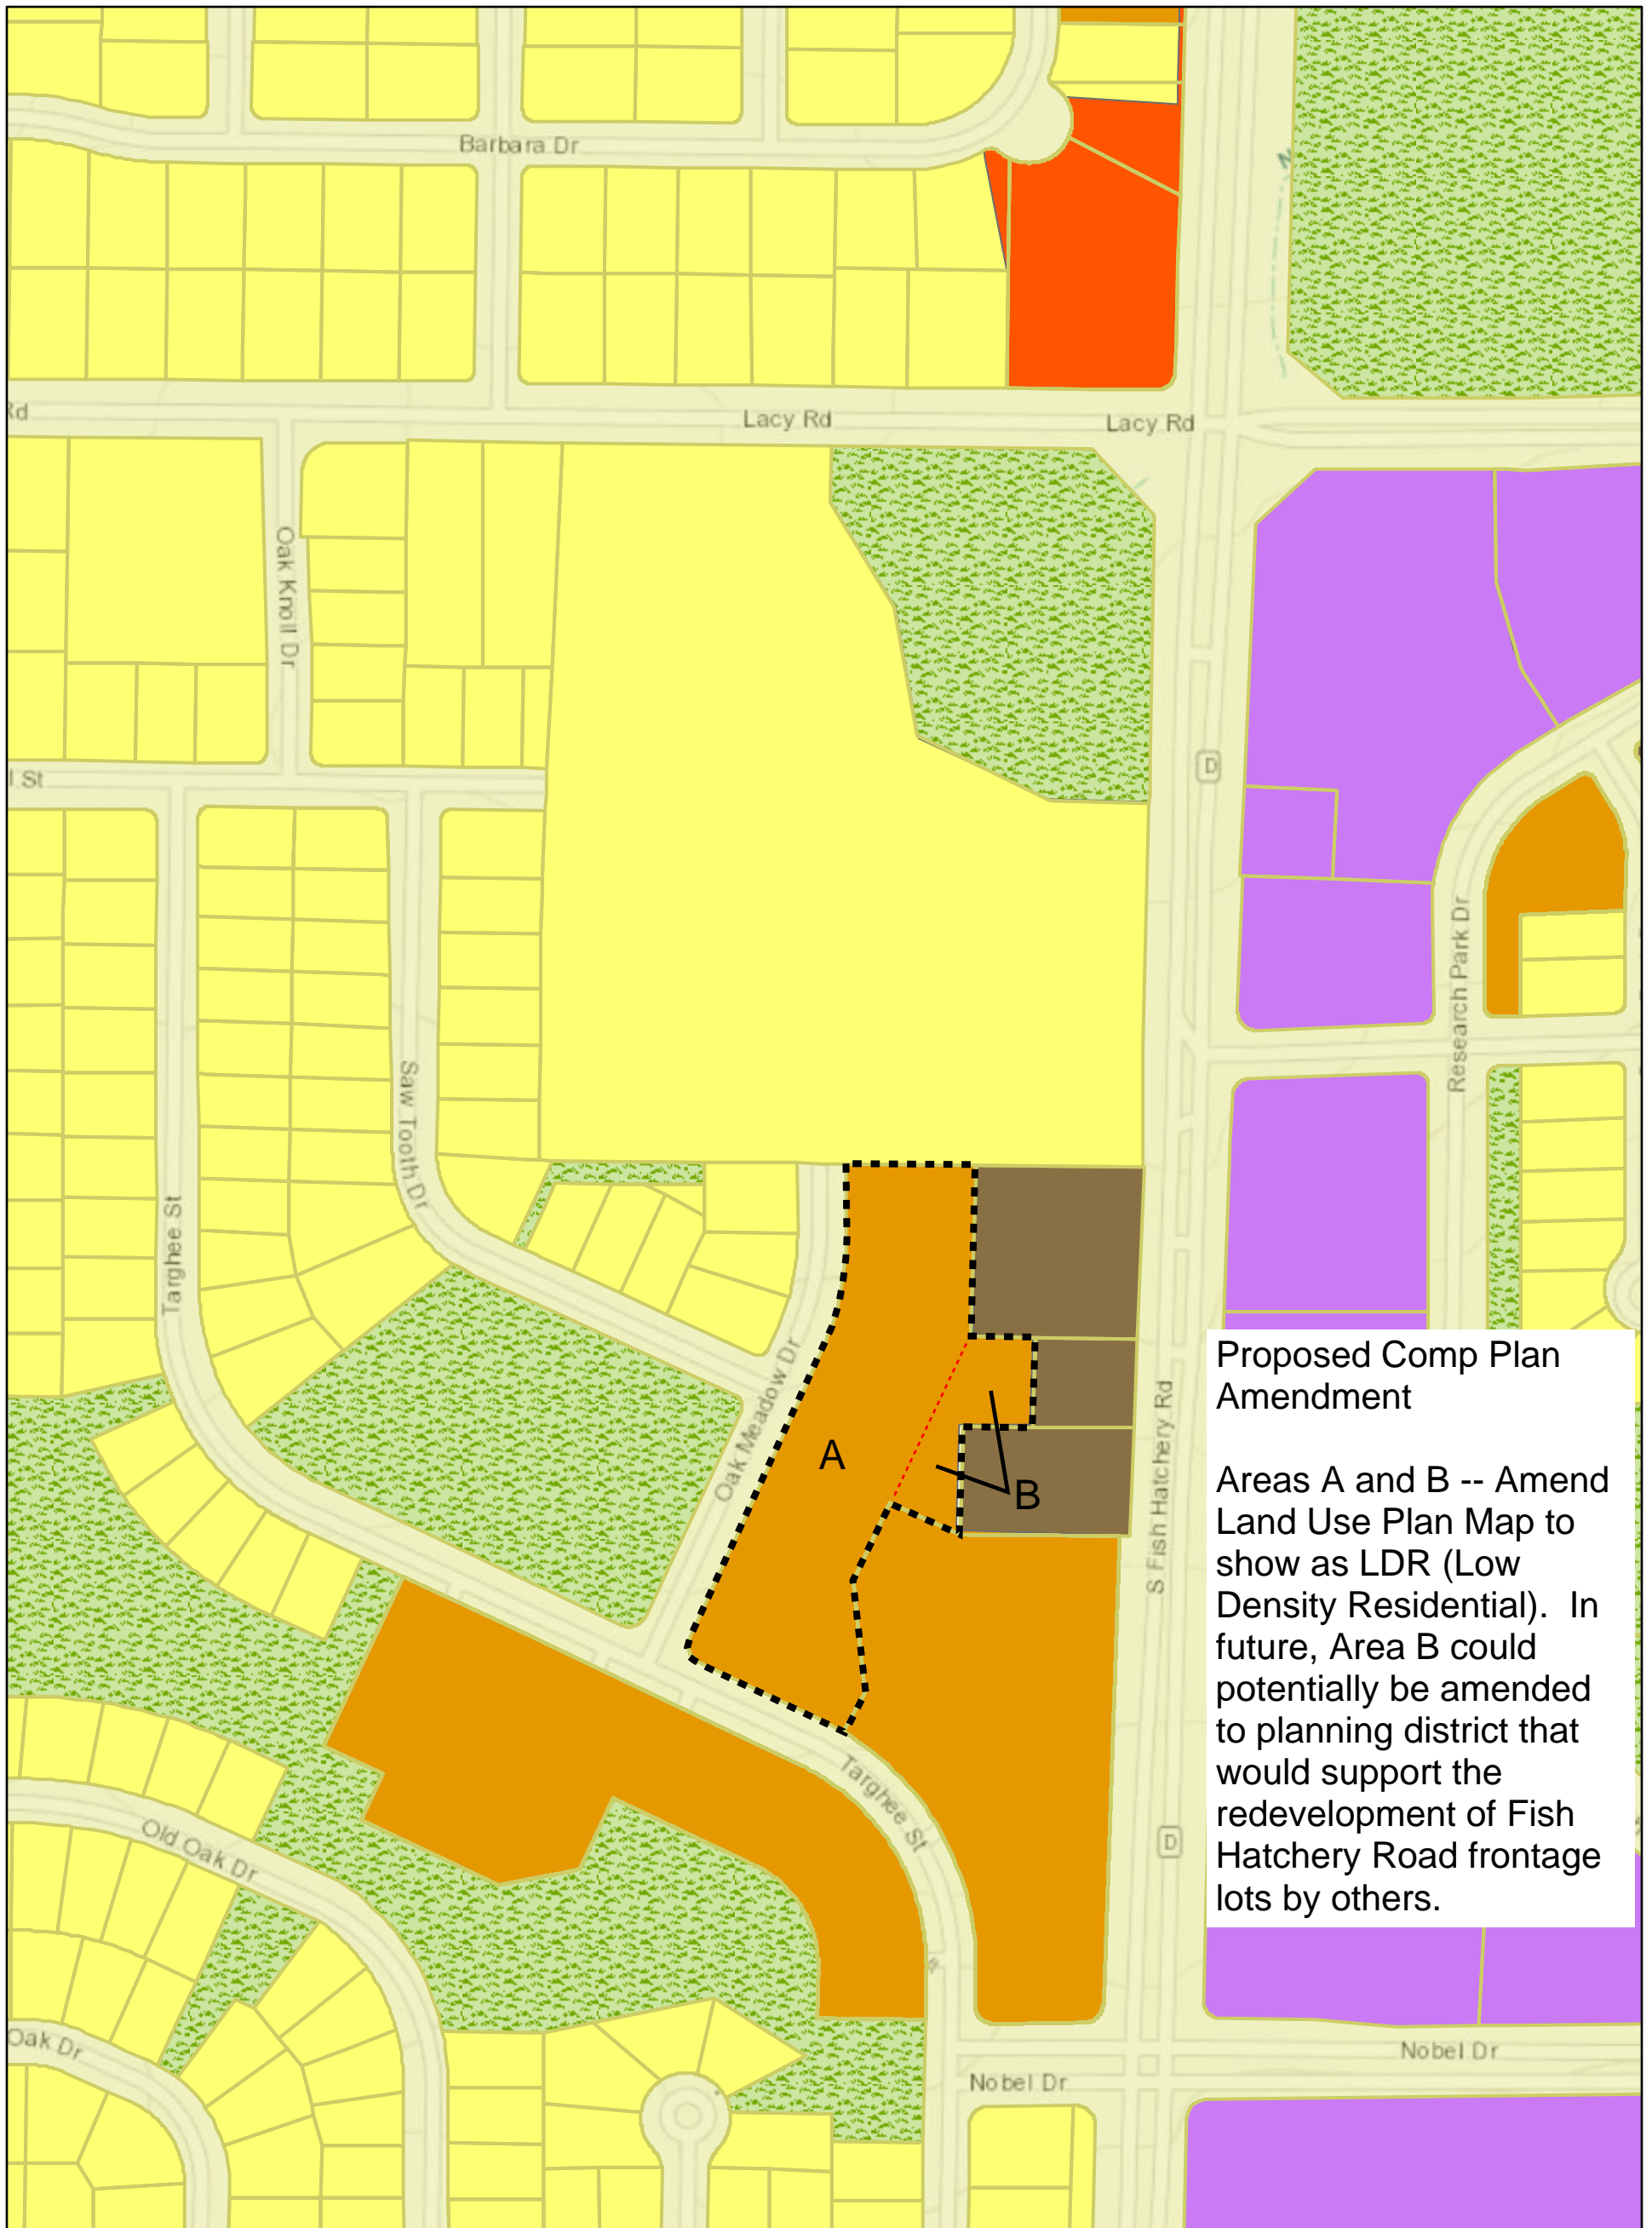 Barbara Dr
Rd
Lacy Rd
Lacy Rd
Oak Knoll Dr
l St
D
Research Park Dr
Saw Tooth Dr
Targhee St
Oak Meadow Dr
A
B
S Fish Hatchery Rd
Proposed Comp Plan
Amendment
Areas A and B -- Amend
Land Use Plan Map to
show as LDR (Low
Density Residential). In
future, Area B could
potentially be amended
to planning district that
would support the
redevelopment of Fish
Hatchery Road frontage
lots by others.
Targhee St
D
Old Oak Dr
Oak Dr
Nobel Dr
Nobel Dr